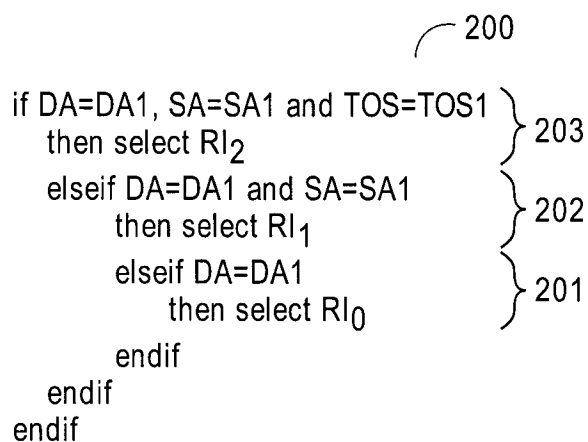 200
if DA=DA1, SA=SA1 and TOS=TOS1
then select RI2
203
elseif DA=DA1 and SA=SA1
then select RI1
202
elseif DA=DA1
then select RI0
201
endif
endif
endif